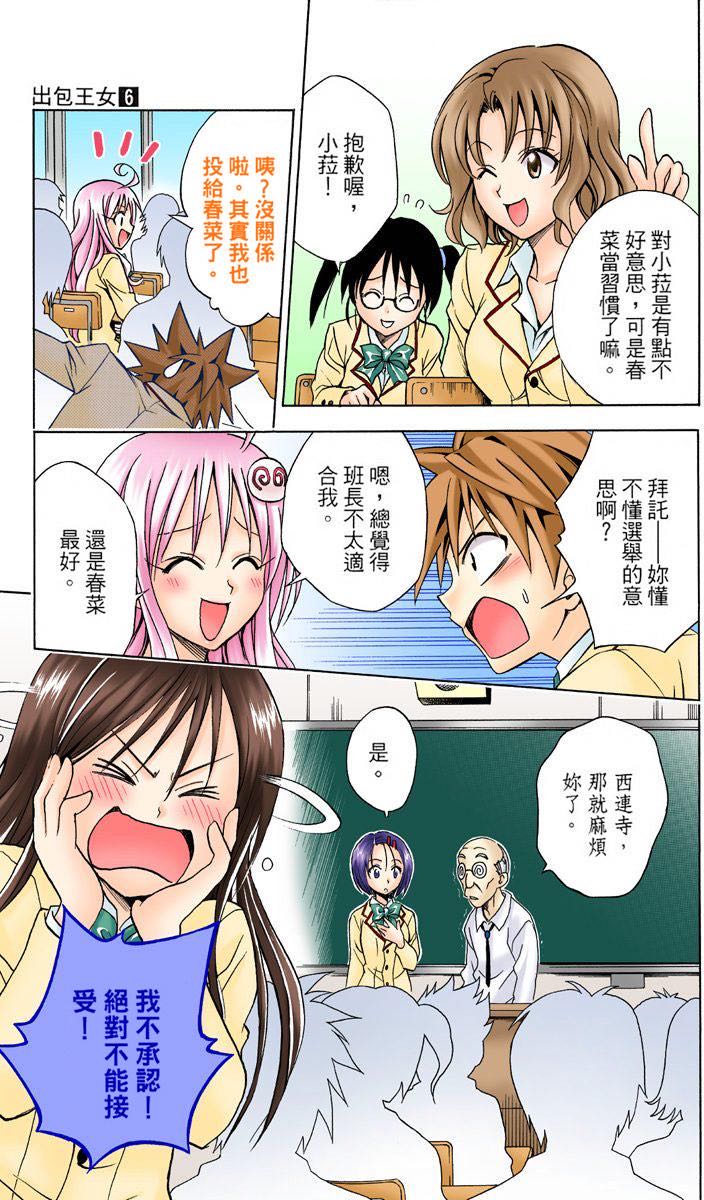 出包王女6
對小菈是有點不
好意思，可是春
菜當習慣了嘛。
抱歉喔，
小菈！
咦？沒關係
啦。其實我也
投給春菜了。
拜託——妳懂
不懂選舉的意
思啊？
嗯，總覺得
班長不太適
合我。
還是春菜
最好。
西連寺，
那就麻煩
妳了。
是。
我不承認！
絕對不能接
受！